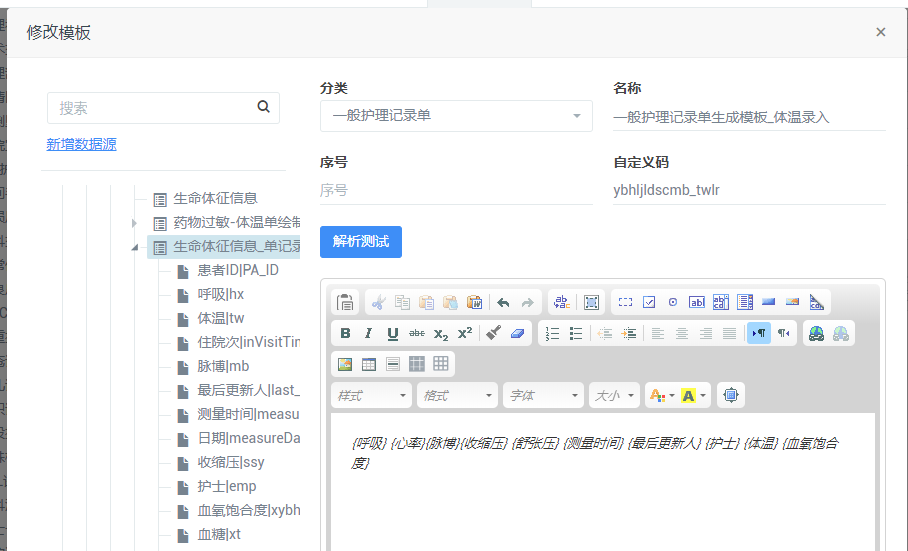 修改模板
×
搜索
新增数据源
生命体征信息
药物过敏-体温单绘制
生命体征信息_单记录
患者ID|PA_ID
呼吸|hx
体温|tw
住院次|inVisitTin
脉博|mb
最后更新人|last_
测量时间|measu
日期|measureDa
收缩压|ssy
护士|emp
血氧饱合度|xybh
血糖|xt
分类
一般护理记录单
名称
一般护理记录单生成模板_体温录入
序号
序号
自定义码
ybhljldscmb_twlr
解析测试
B I U abc X₂ X²
样式 格式 字体 大小 A A
{呼吸} {心率}{脉博}{收缩压} {舒张压} {测量时间} {最后更新人} {护士} {体温} {血氧饱合
度}